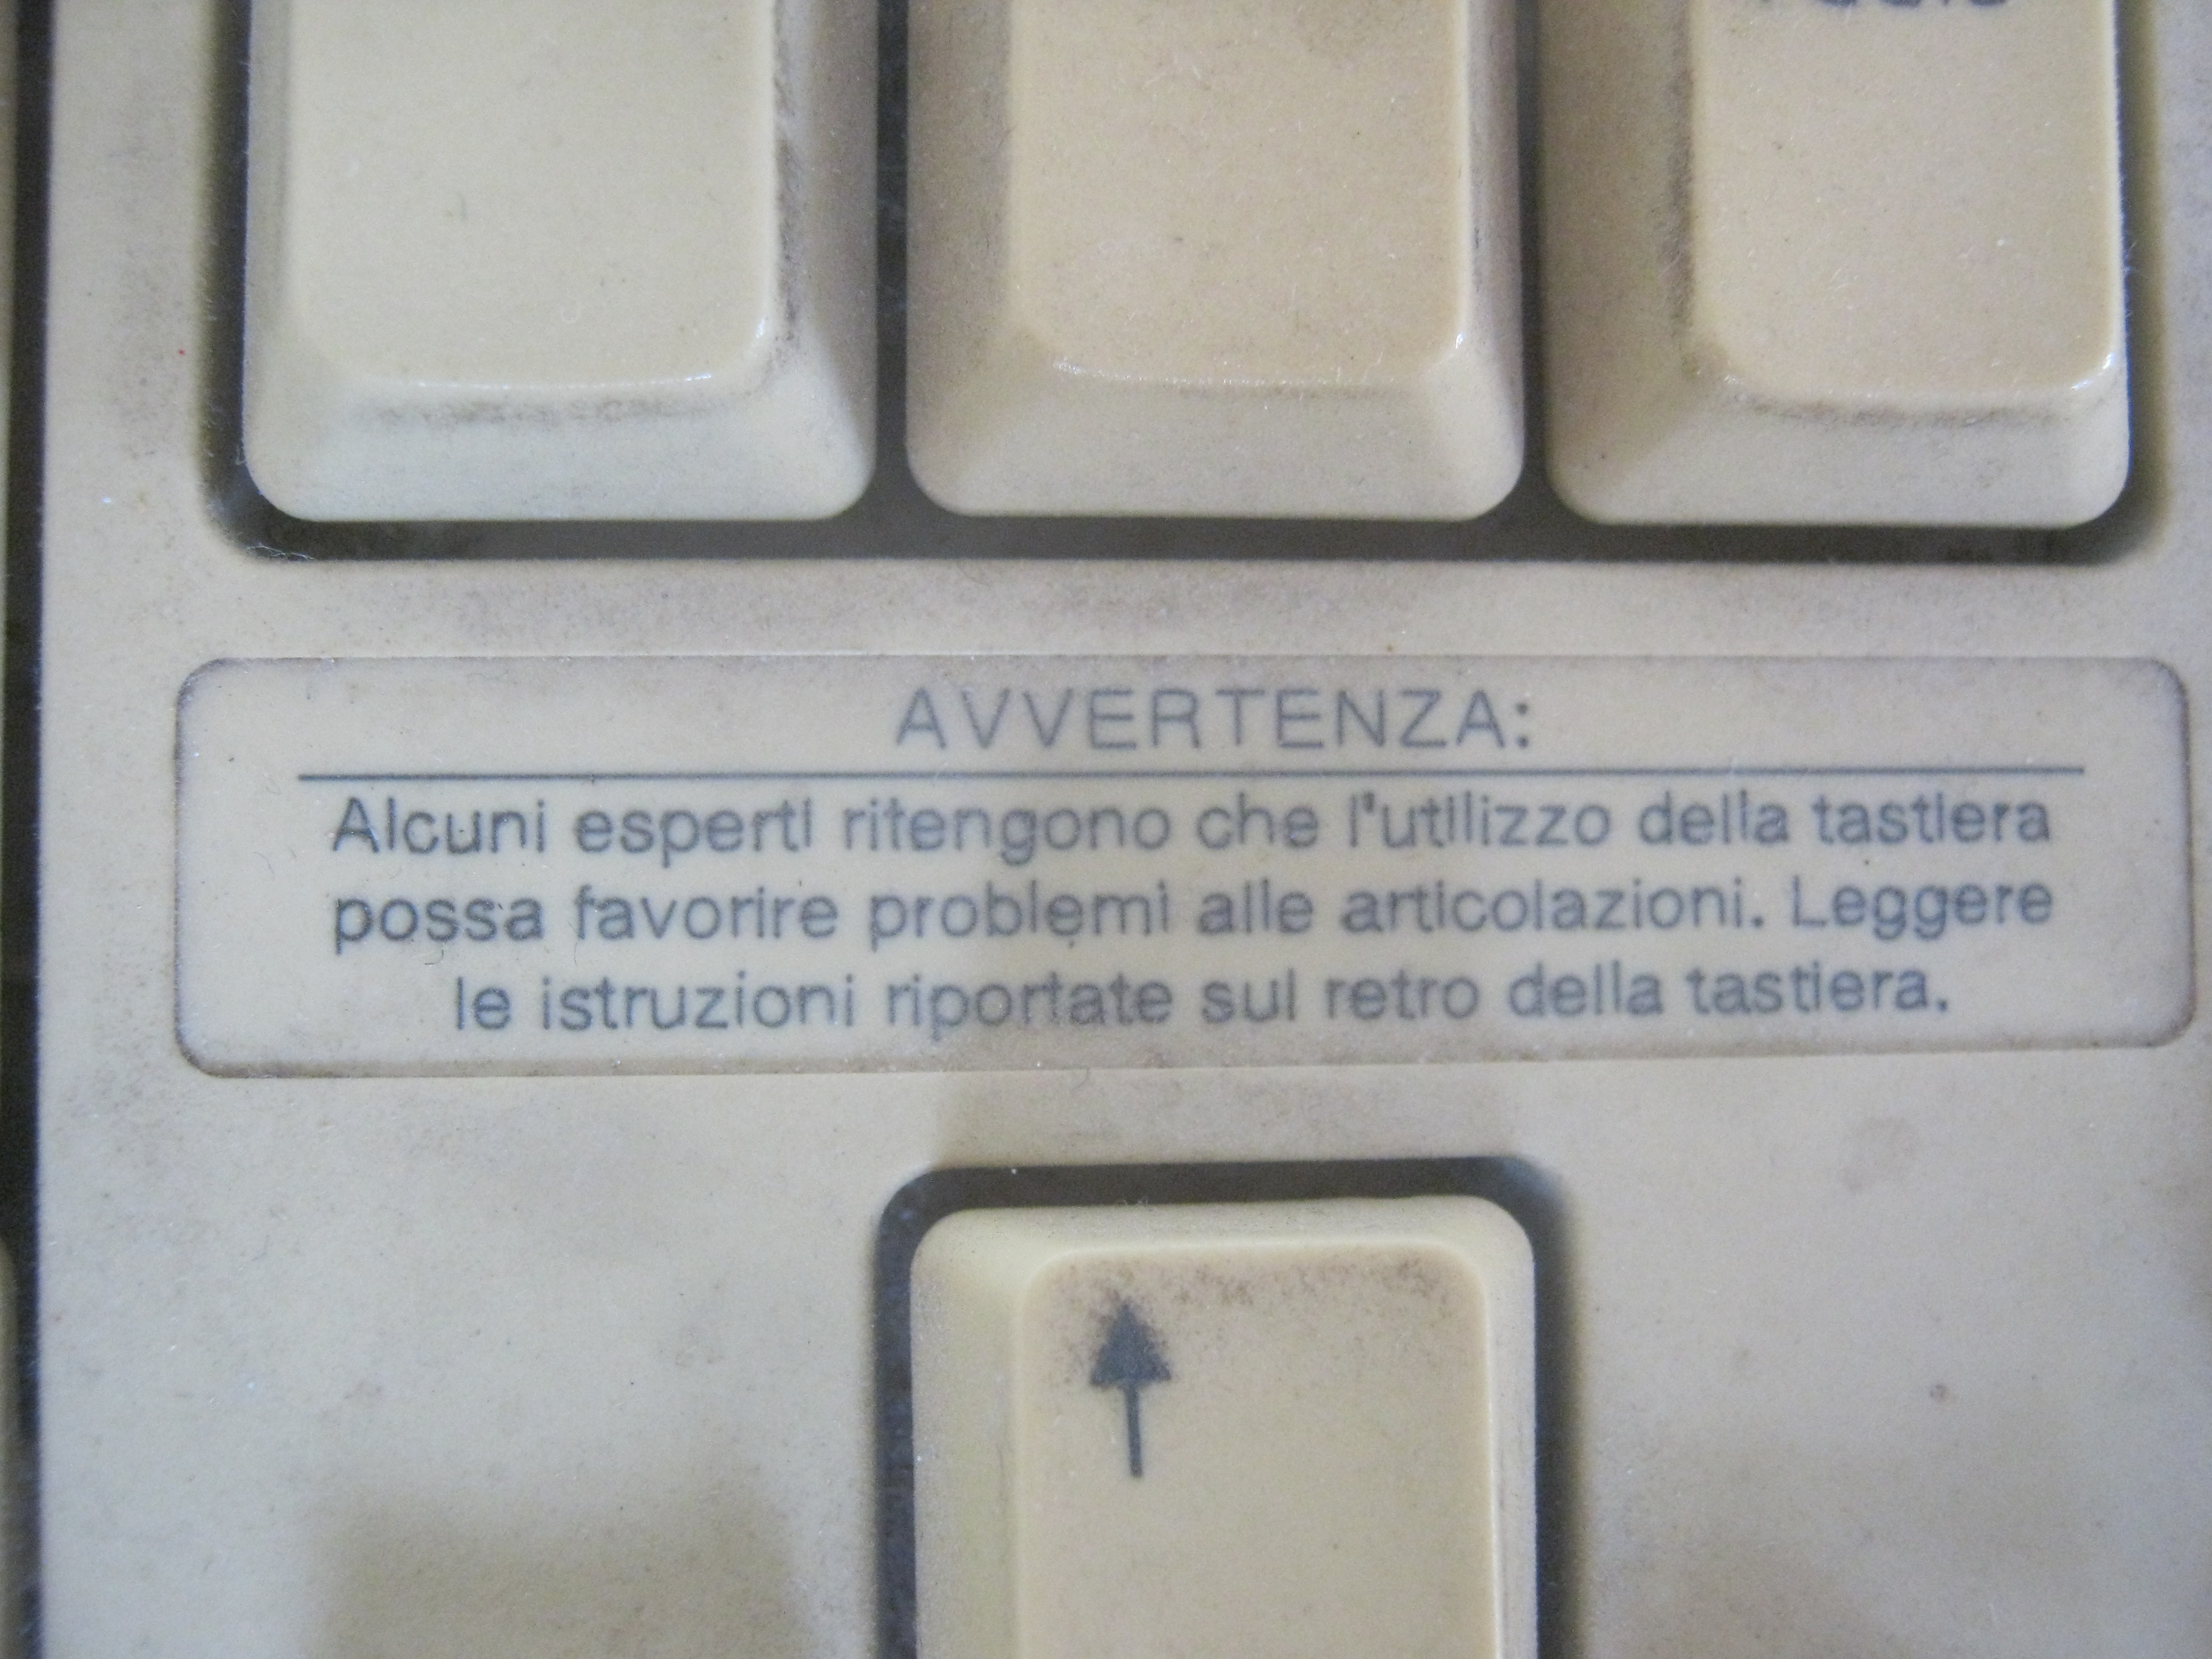 AVVERTENZA:
Alcuni esperti ritengono che l'utilizzo della tastiera
possa favorire problemi alle articolazioni. Leggere
le istruzioni riportate sul retro della tastiera.